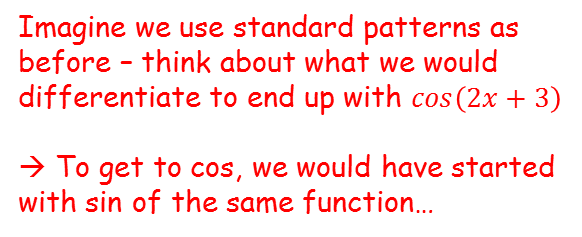 Imagine we use standard patterns as
before – think about what we would
differentiate to end up with cos(2x + 3)
→ To get to cos, we would have started
with sin of the same function…